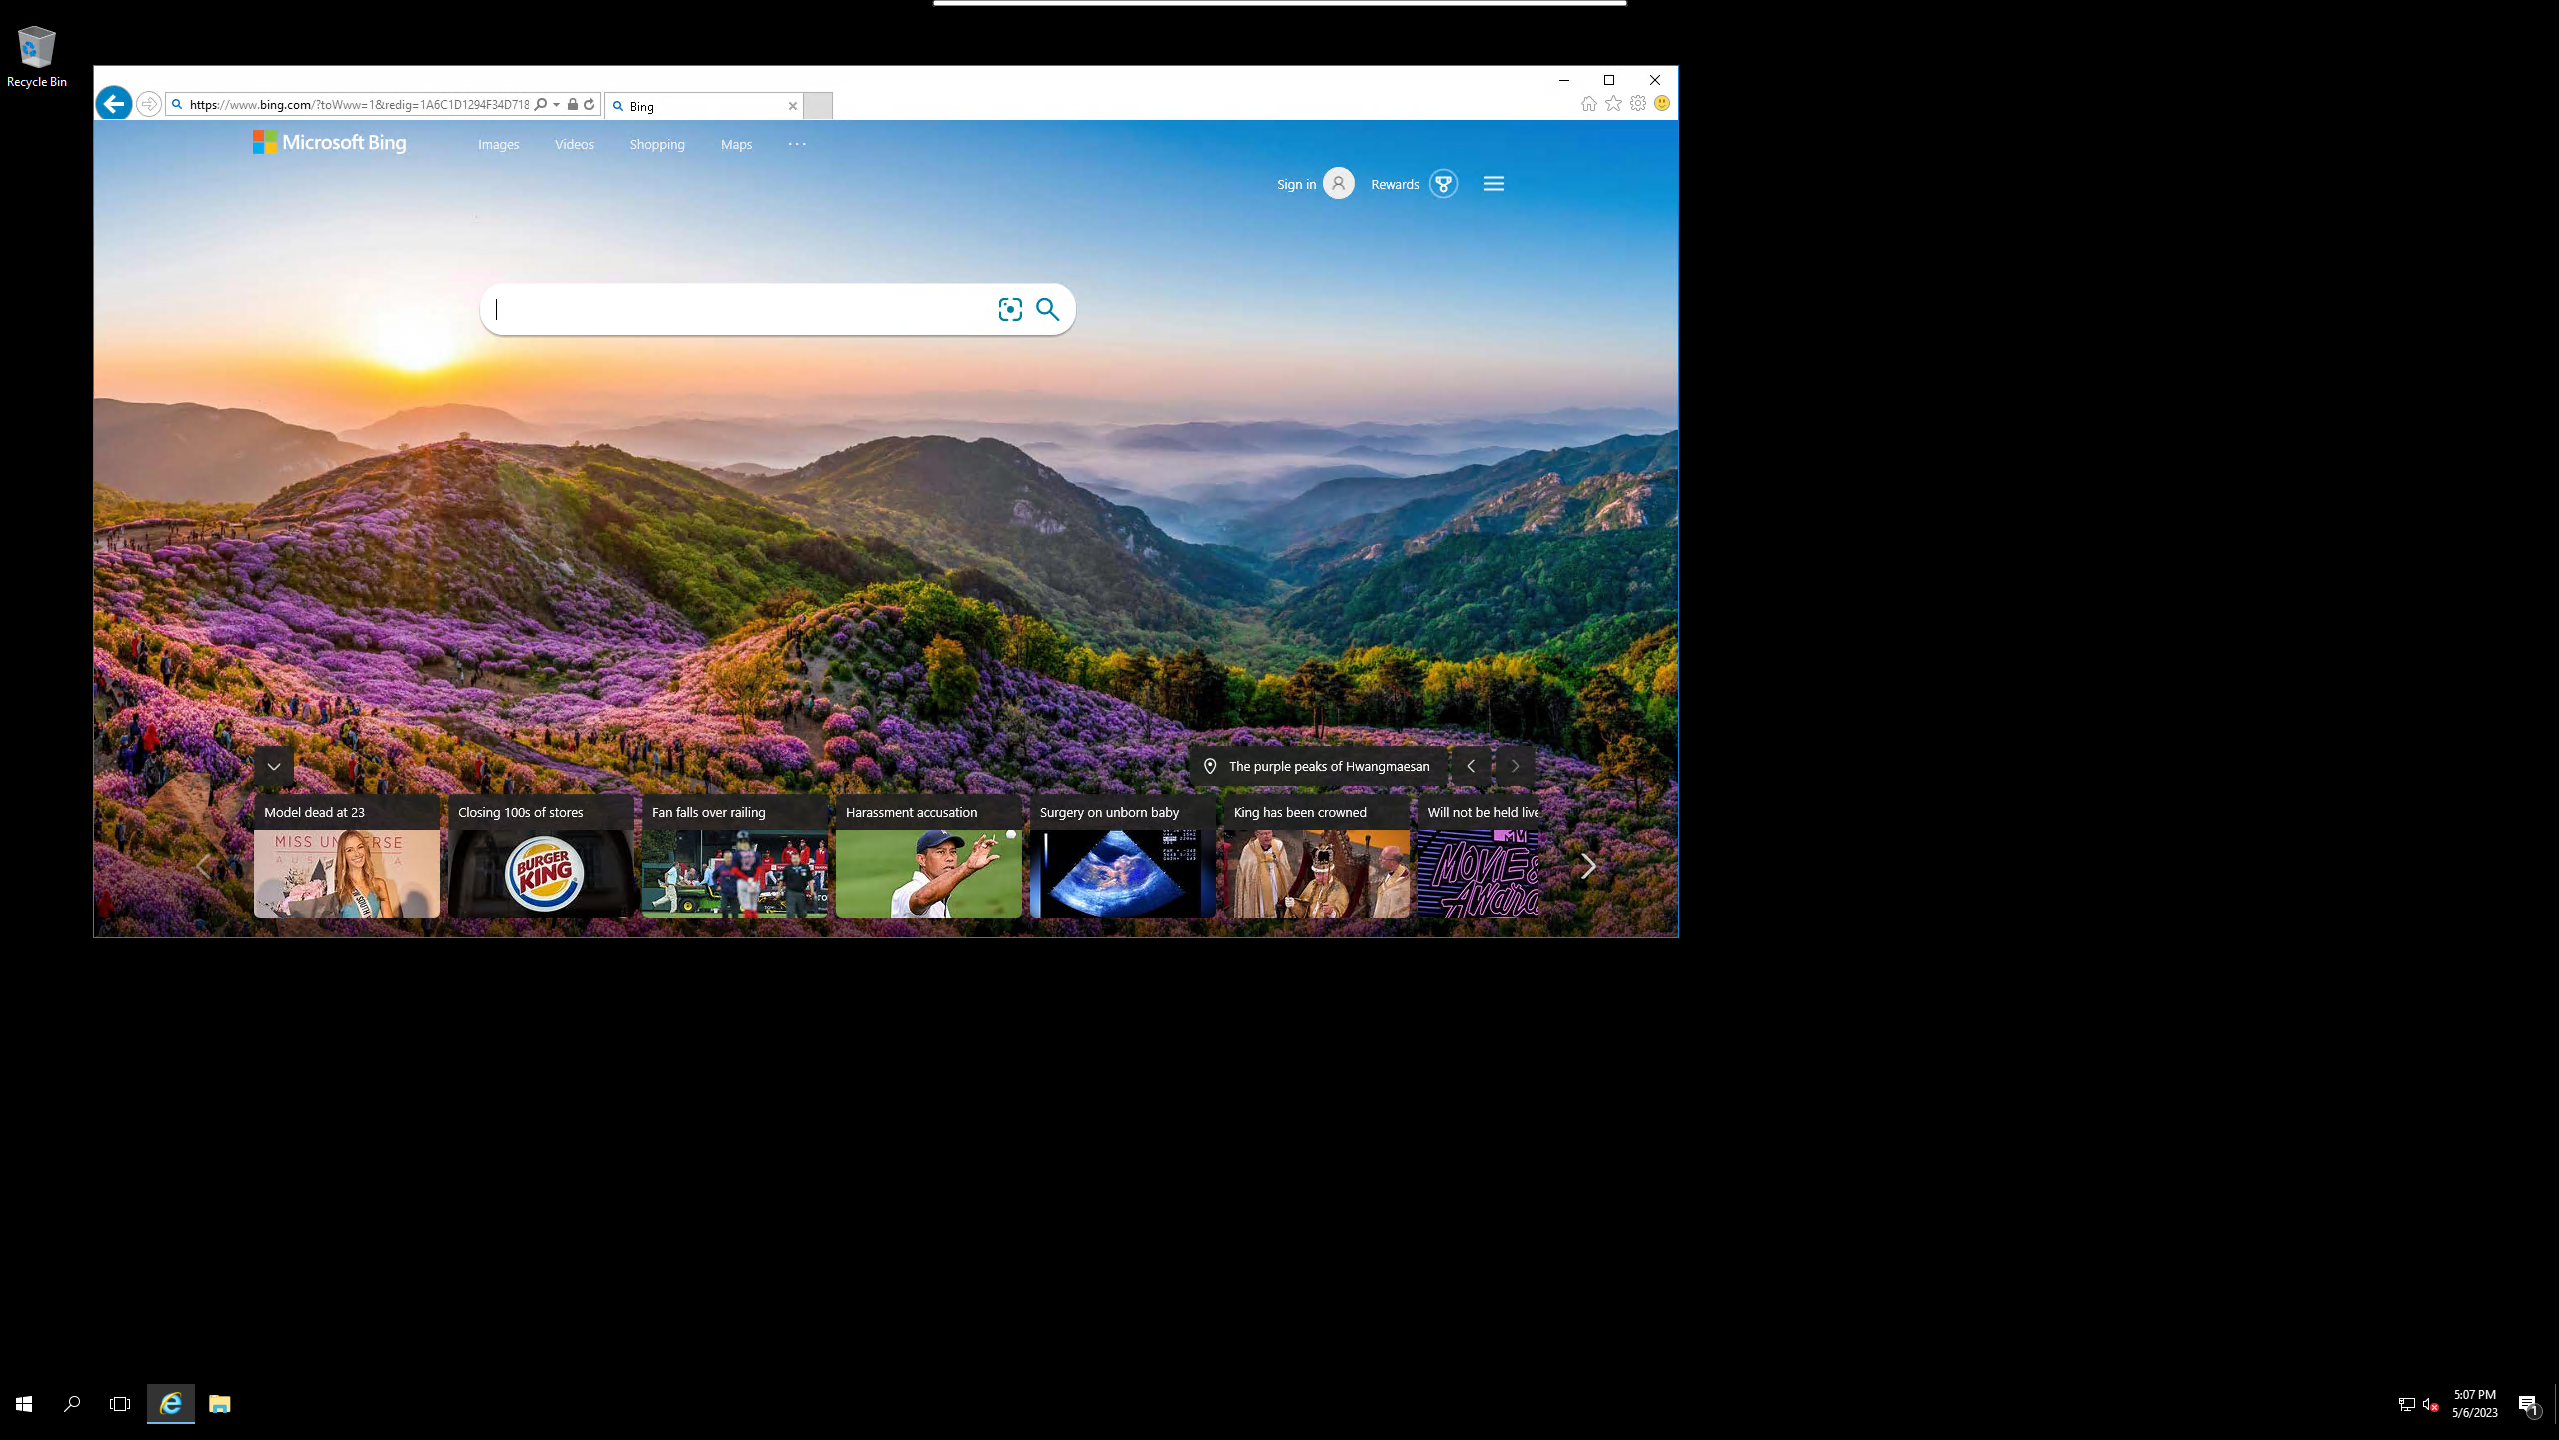 Recycle Bin
https://www.bing.com/?toWww=1&redig=1A6C1D1294F34D718
Bing
Microsoft Bing
Images
Videos
Shopping
Maps
Sign in
Rewards
The purple peaks of Hwangmaesan
Model dead at 23
Closing 100s of stores
Fan falls over railing
Harassment accusation
Surgery on unborn baby
King has been crowned
Will not be held live
MISS UNIVERSE
BURGER
KING
MTV
MOVIE&
5:07 PM
5/6/2023
1